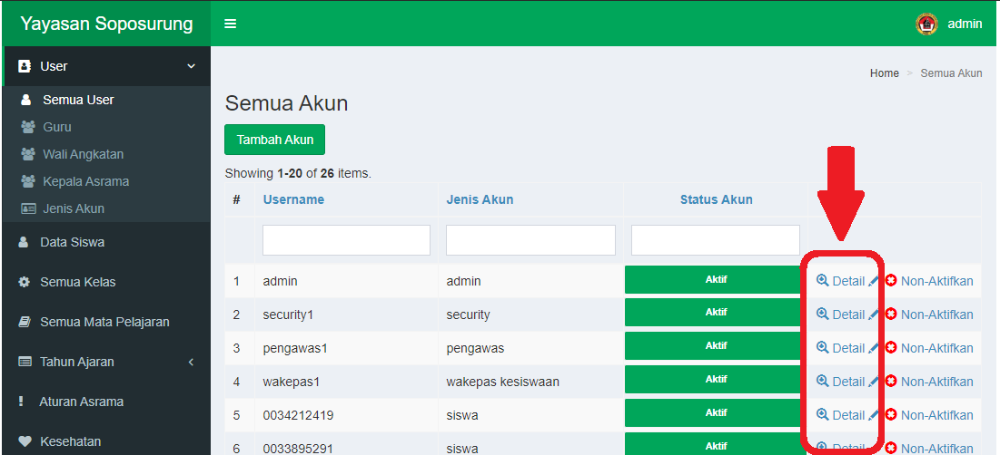 Yayasan Soposurung
admin
User
Home > Semua Akun
Semua User
Semua Akun
Guru
Tambah Akun
Wali Angkatan
Showing 1-20 of 26 items.
Kepala Asrama
# Username Jenis Akun Status Akun
Jenis Akun
Data Siswa
Semua Kelas
1 admin admin Aktif Detail Non-Aktifkan
2 security1 security Aktif Detail Non-Aktifkan
Semua Mata Pelajaran
3 pengawas1 pengawas Aktif Detail Non-Aktifkan
Tahun Ajaran
4 wakepas1 wakepas kesiswaan Aktif Detail Non-Aktifkan
Aturan Asrama
5 0034212419 siswa Aktif Detail Non-Aktifkan
Kesehatan
6 0033895291 siswa Aktif Detail Non-Aktifkan